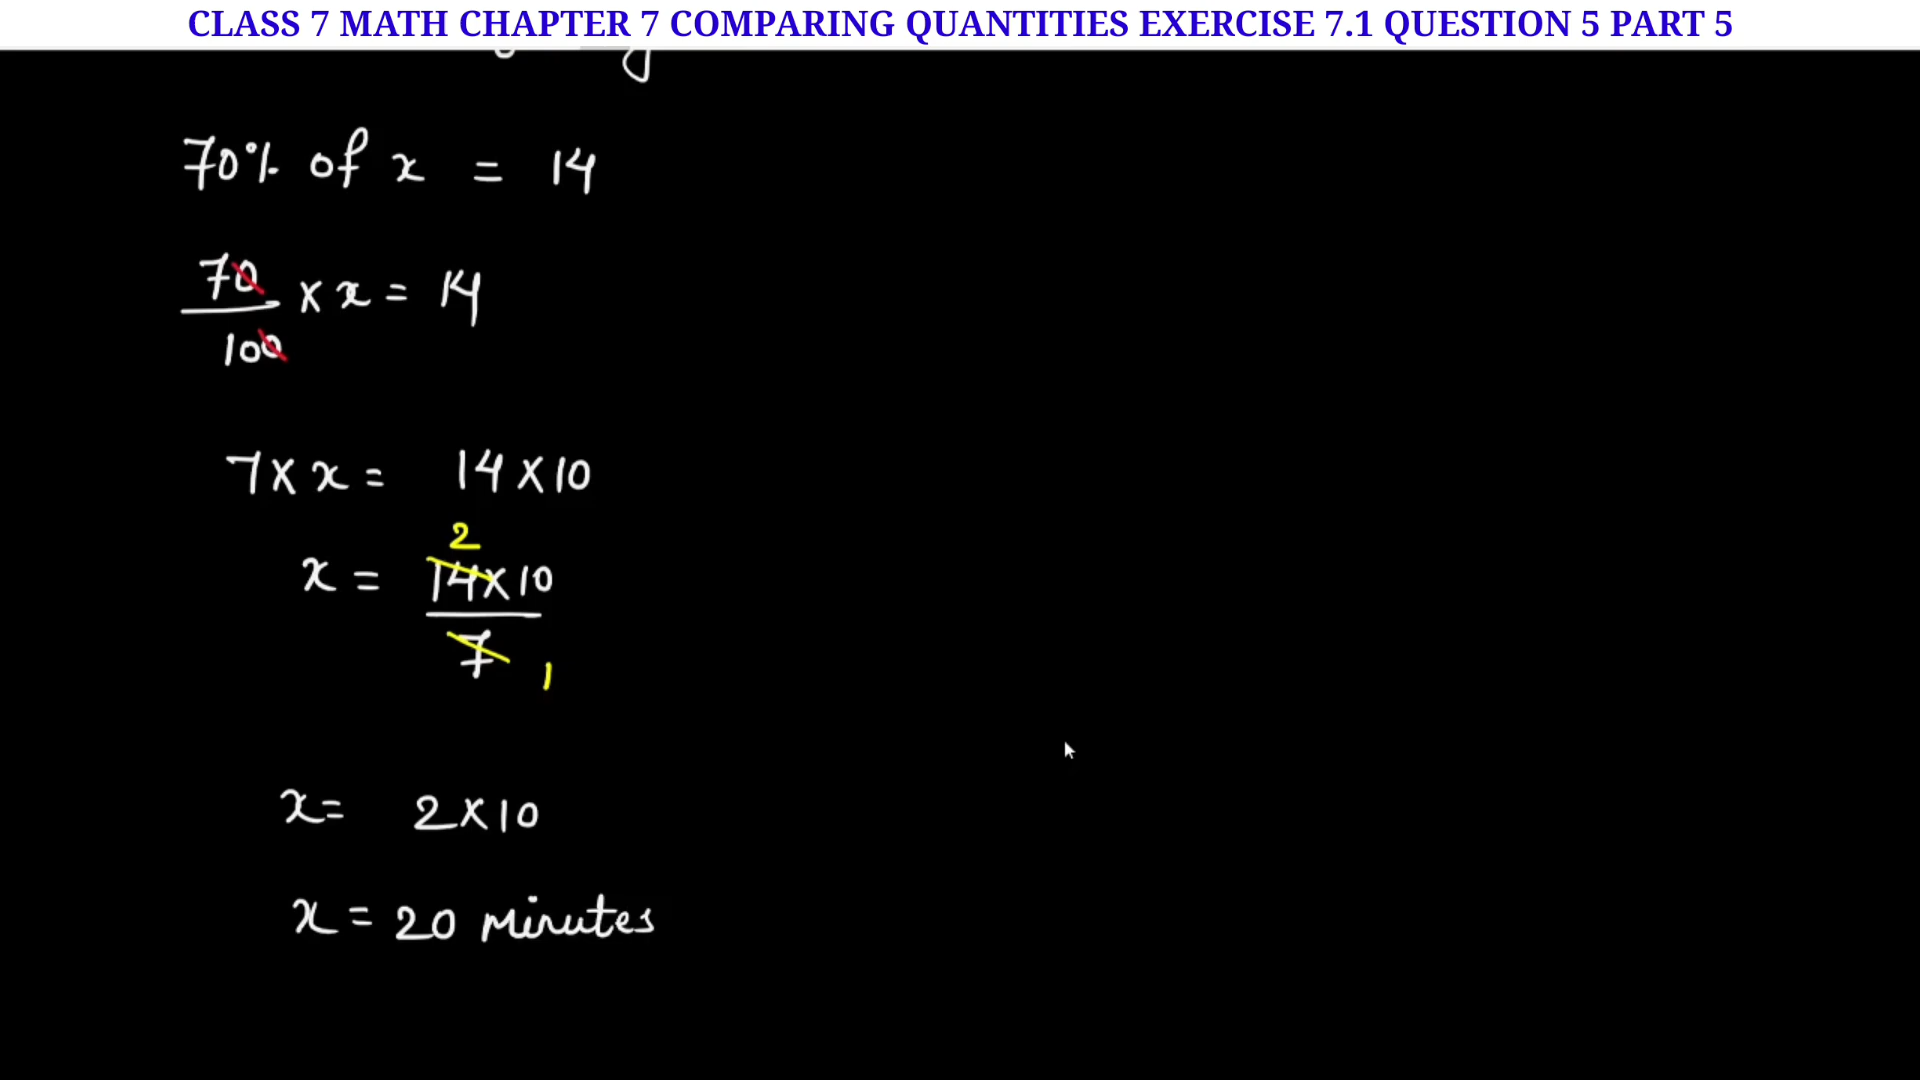 CLASS 7 MATH CHAPTER 7 COMPARING QUANTITIES EXERCISE 7.1 QUESTION 5 PART 5
70% of x = 14
70/100 × x = 14
7 × x = 14 × 10
2
x = 14 × 10 / 7
1
x = 2 × 10
x = 20 minutes